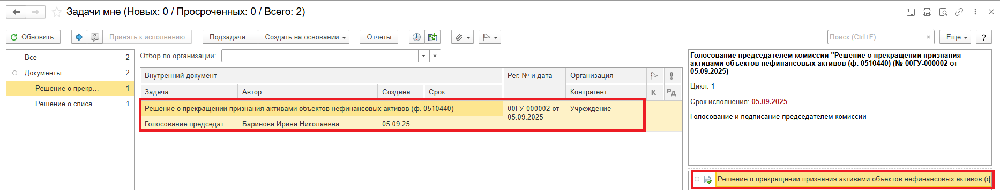 Задачи мне (Новых: 0 / Просроченных: 0 / Всего: 2)
Обновить
Принять к исполнению
Подзадача...
Создать на основании
Отчеты
Поиск (Ctrl+F)
×
Еще
?
Все 2
Документы 2
Решение о прекр... 1
Решение о списа... 1
Отбор по организации:
Внутренний документ
Рег. № и дата
Организация
Задача
Автор
Создана
Срок
Контрагент
К
Рд
Решение о прекращении признания активами объектов нефинансовых активов (ф. 0510440)
00ГУ-000002 от
05.09.2025
Учреждение
Голосование председат...
Баринова Ирина Николаевна
05.09.25 ...
Голосование председателем комиссии "Решение о прекращении признания
активами объектов нефинансовых активов (ф. 0510440) (№ 00ГУ-000002 от
05.09.2025)
Цикл: 1
Срок исполнения: 05.09.2025
Голосование и подписание председателем комиссии
Решение о прекращении признания активами объектов нефинансовых активов (ф